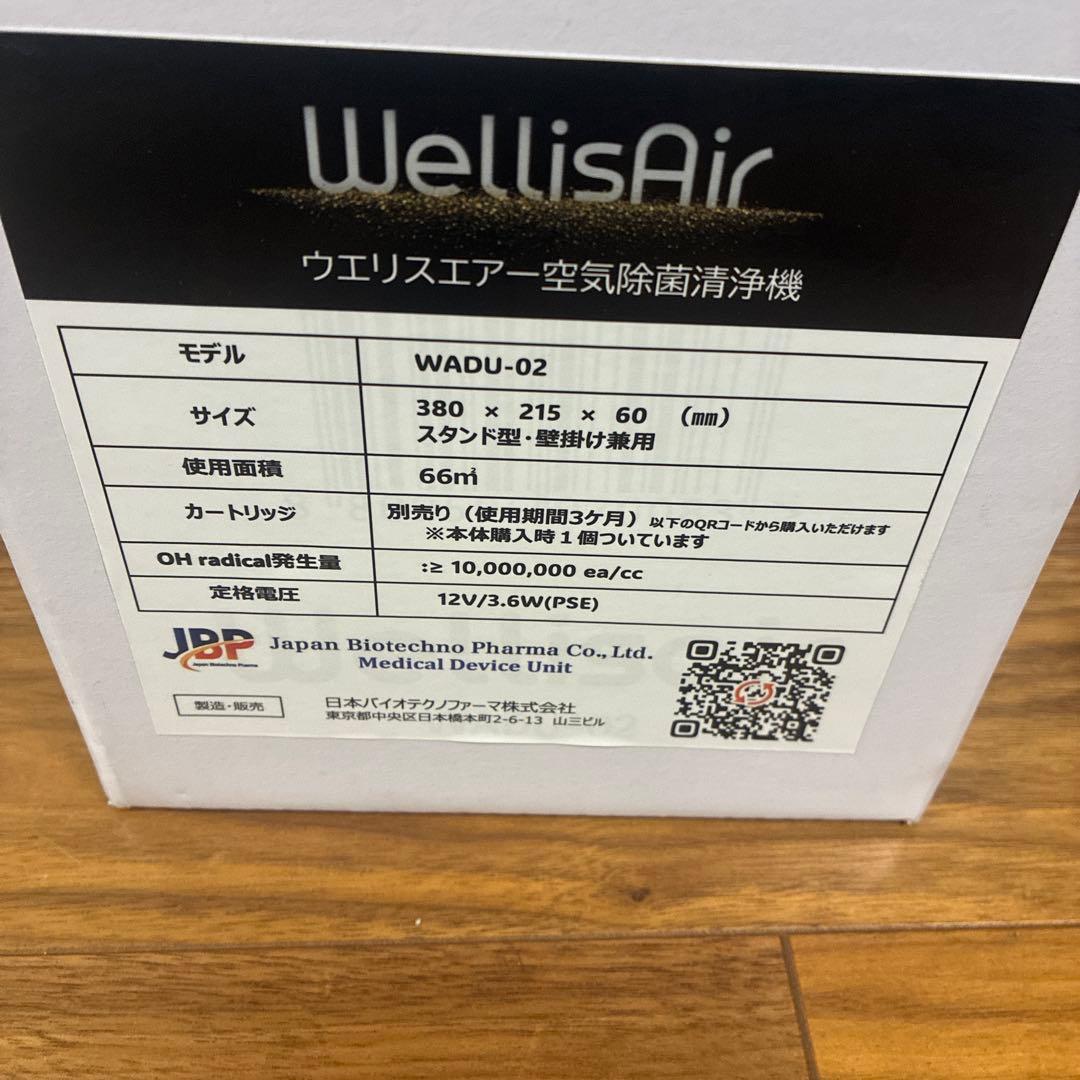 WellisAir
ウエリスエアー空気除菌清浄機
モデル
WADU-02
サイズ
380 × 215 × 60 （㎜）
スタンド型・壁掛け兼用
使用面積
66㎡
カートリッジ
別売り（使用期間3ケ月）以下のQRコードから購入いただけます
※本体購入時１個ついています
OH radical発生量
:≥ 10,000,000 ea/cc
定格電圧
12V/3.6W(PSE)
JBP
Japan Biotechno Pharma
Japan Biotechno Pharma Co., Ltd.
Medical Device Unit
製造・販売
日本バイオテクノファーマ株式会社
東京都中央区日本橋本町2-6-13 山三ビル